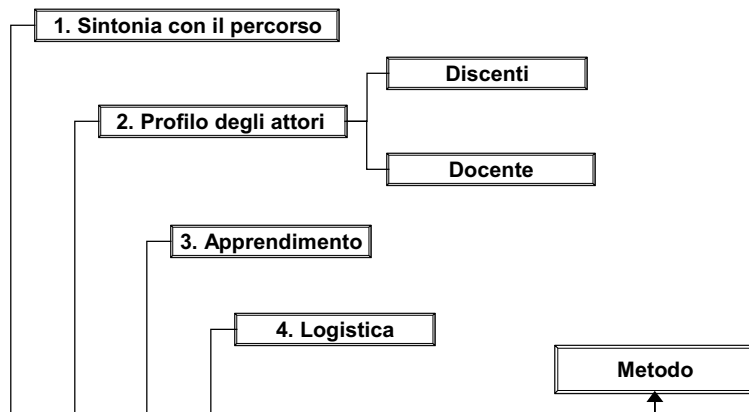 1. Sintonia con il percorso
Discenti
2. Profilo degli attori
Docente
3. Apprendimento
4. Logistica
Metodo